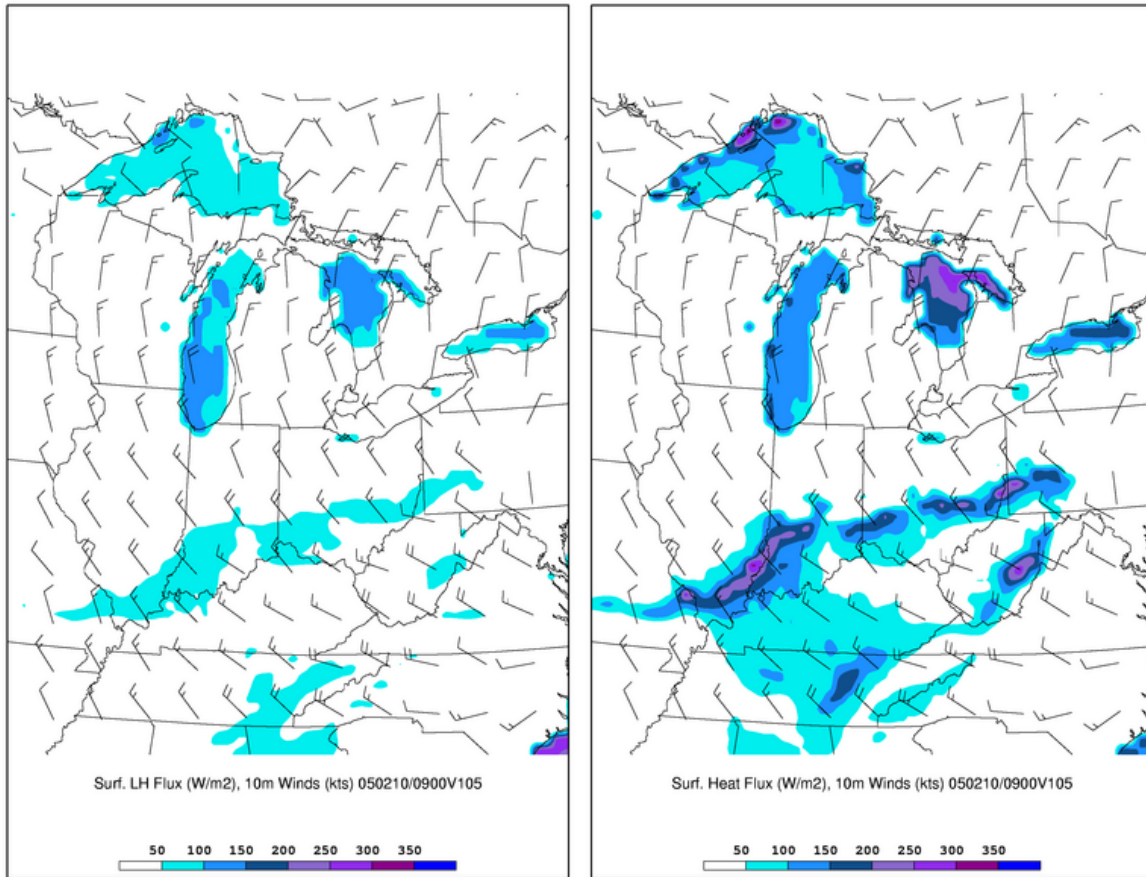 Surf. LH Flux (W/m2), 10m Winds (kts) 050210/0900V105
50 100 150 200 250 300 350
Surf. Heat Flux (W/m2), 10m Winds (kts) 050210/0900V105
50 100 150 200 250 300 350